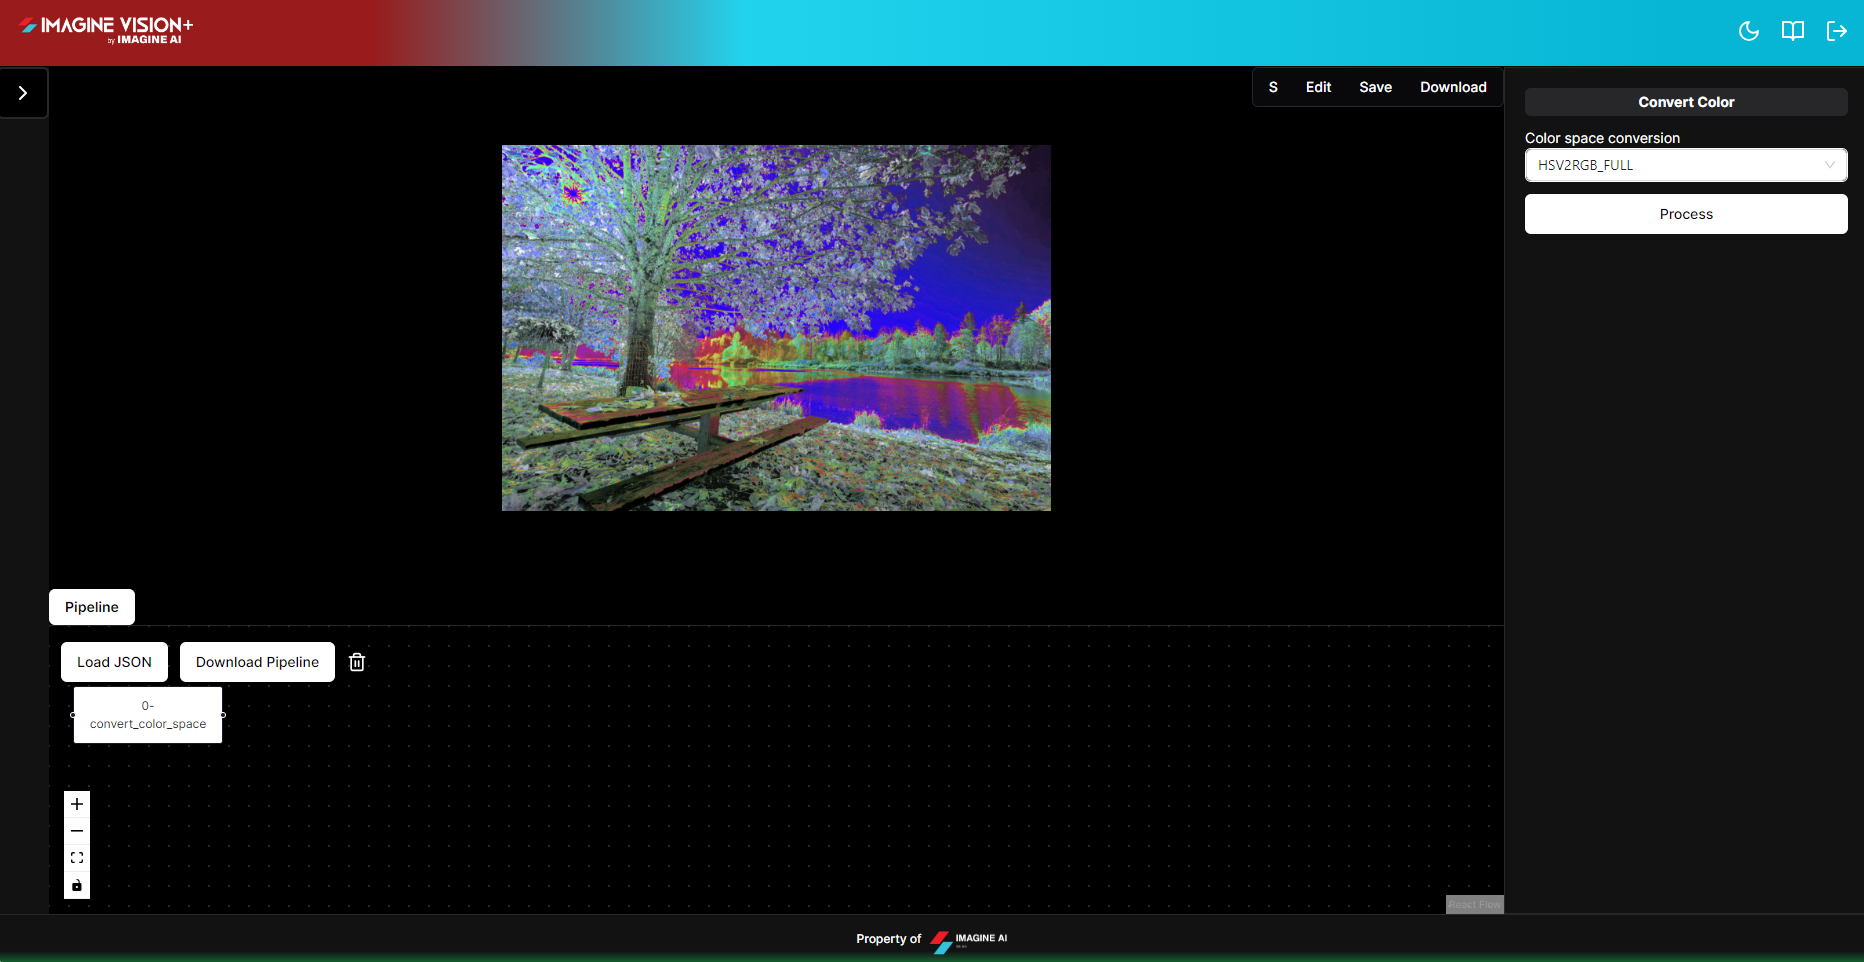 IMAGINE VISION+
by IMAGINE AI
S Edit Save Download
Convert Color
Color space conversion
HSV2RGB_FULL
Process
Pipeline
Load JSON Download Pipeline
0-
convert_color_space
React Flow
Property of IMAGINE AI